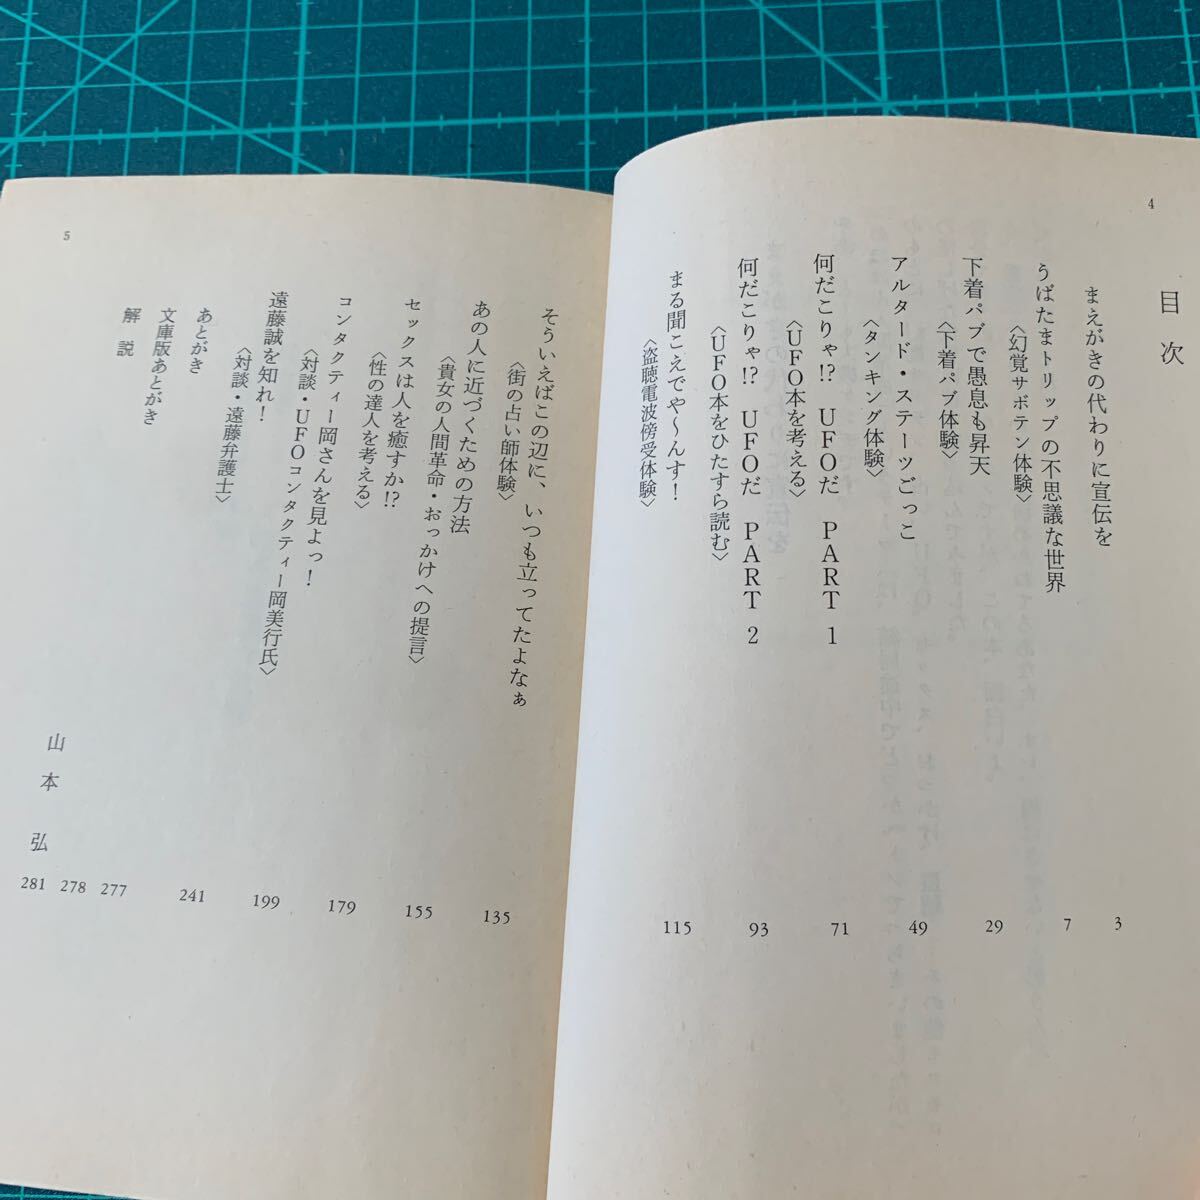 4
目次
まえがきの代わりに宣伝を 3
うばたまトリップの不思議な世界 7
〈幻覚サボテン体験〉
下着パブで愚息も昇天 29
〈下着パブ体験〉
アルタード・ステーツごっこ 49
〈タンキング体験〉
何だこりゃ!? UFOだ PART 1 71
〈UFO本を考える〉
何だこりゃ!? UFOだ PART 2 93
〈UFO本をひたすら読む〉
まる聞こえでや〜んす! 115
〈盗聴電波傍受体験〉
5
そういえばこの辺に、いつも立ってたよなぁ 135
〈街の占い師体験〉
あの人に近づくための方法 155
〈貴女の人間革命・おっかけへの提言〉
セックスは人を癒すか!? 179
〈性の達人を考える〉
コンタクティー岡さんを見よっ! 199
〈対談・UFOコンタクティー岡美行氏〉
遠藤誠を知れ! 241
〈対談・遠藤弁護士〉
あとがき 277
文庫版あとがき 278
解説 山本弘 281